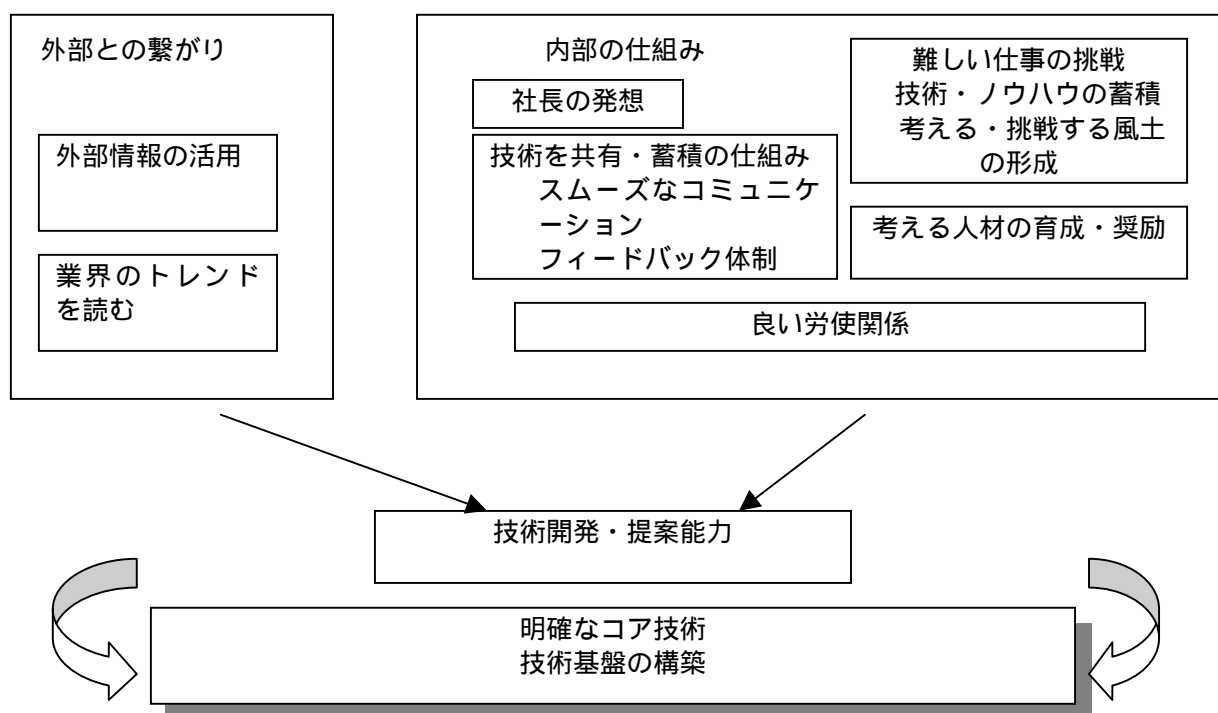 外部との繋がり
外部情報の活用
業界のトレンド
を読む
内部の仕組み
社長の発想
技術を共有・蓄積の仕組み
スムーズなコミュニケ
ーション
フィードバック体制
難しい仕事の挑戦
技術・ノウハウの蓄積
考える・挑戦する風土
の形成
考える人材の育成・奨励
良い労使関係
技術開発・提案能力
明確なコア技術
技術基盤の構築